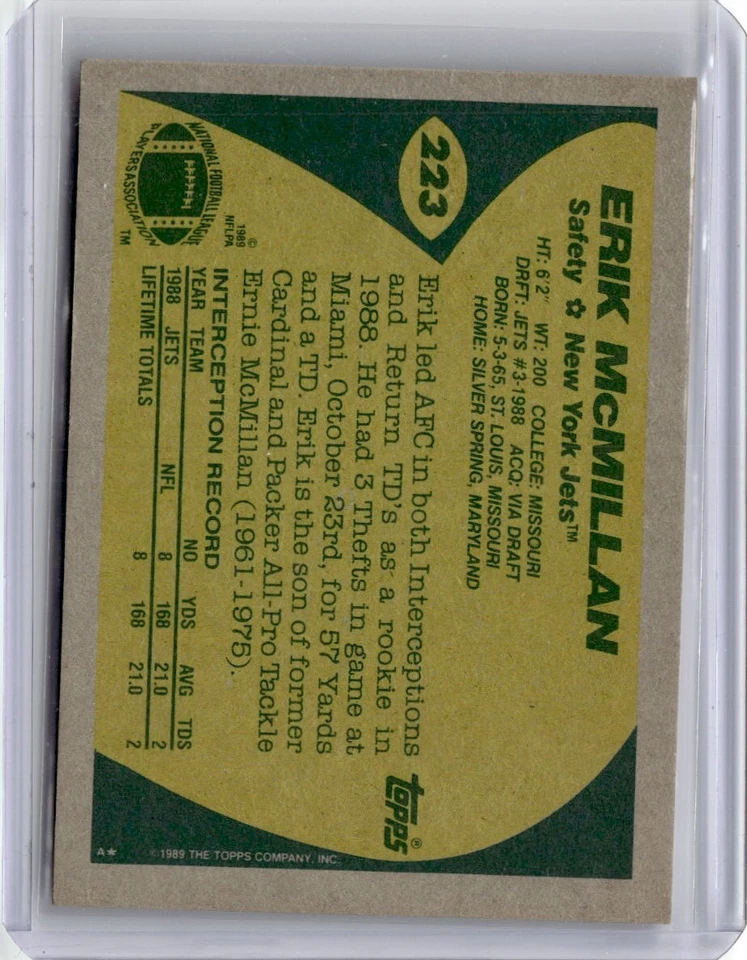 223
ERIK McMILLAN
Safety ✿ New York Jets™
HT: 6'2" WT: 200 COLLEGE: MISSOURI
DRFT: JETS #3-1988 ACQ: VIA DRAFT
BORN: 5-3-65, ST. LOUIS, MISSOURI
HOME: SILVER SPRING, MARYLAND
Erik led AFC in both Interceptions
and Return TD's as a rookie in
1988. He had 3 Thefts in game at
Miami, October 23rd, for 57 Yards
and a TD. Erik is the son of former
Cardinal and Packer All-Pro Tackle
Ernie McMillan (1961-1975).
INTERCEPTION RECORD
YEAR TEAM NO YDS AVG TDS
1988 JETS NFL 8 168 21.0 2
LIFETIME TOTALS 8 168 21.0 2
NATIONAL FOOTBALL LEAGUE
PLAYERS ASSOCIATION
TM
©
1989
NFLPA
topps®
A* ©1989 THE TOPPS COMPANY, INC.